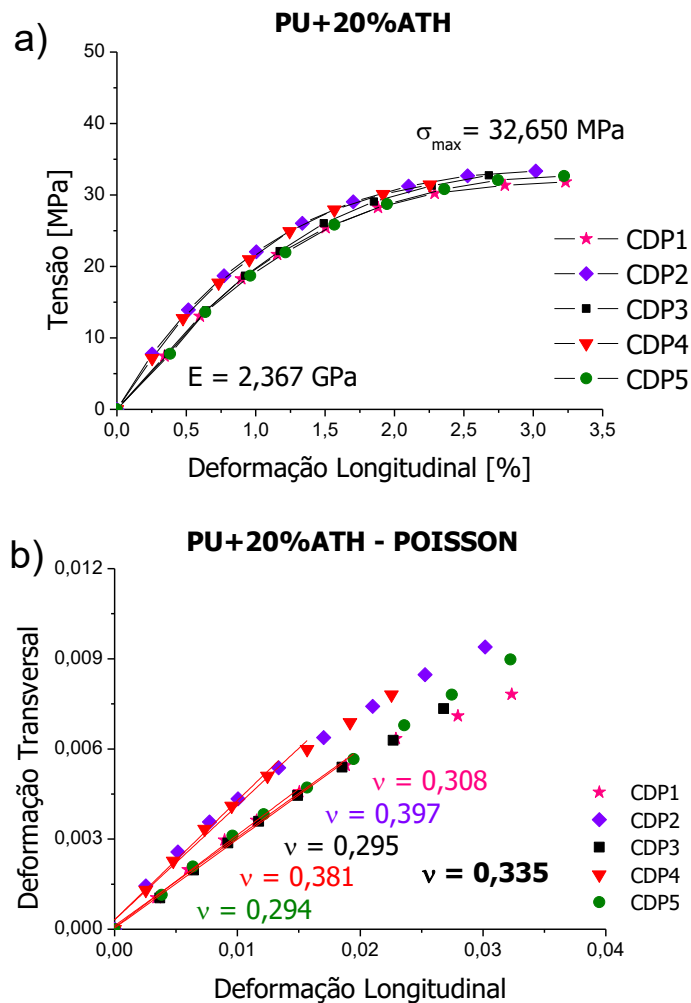 PU+20%ATH
a)
50
40
30
20
10
0
Tensão [MPa]
σmax = 32,650 MPa
E = 2,367 GPa
CDP1
CDP2
CDP3
CDP4
CDP5
0,0 0,5 1,0 1,5 2,0 2,5 3,0 3,5
Deformação Longitudinal [%]
PU+20%ATH - POISSON
b)
0,012
0,009
0,006
0,003
0,000
Deformação Transversal
ν = 0,308
ν = 0,397
ν = 0,295
ν = 0,381
ν = 0,294
ν = 0,335
CDP1
CDP2
CDP3
CDP4
CDP5
0,00 0,01 0,02 0,03 0,04
Deformação Longitudinal